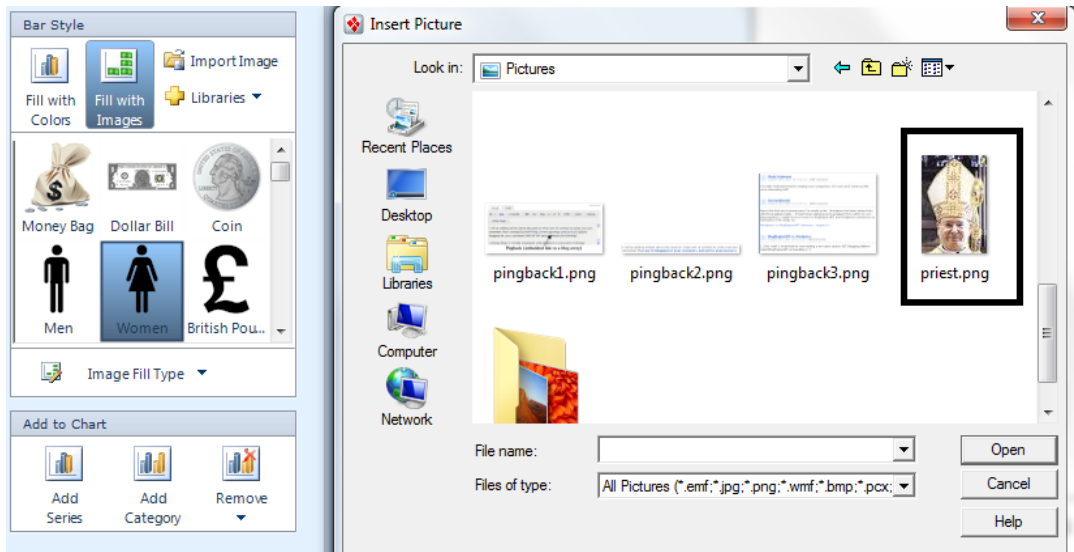 Bar Style
Fill with
Colors
Fill with
Images
Import Image
Libraries
Money Bag
Dollar Bill
Coin
Men
Women
British Pou...
Image Fill Type
Add to Chart
Add
Series
Add
Category
Remove
Insert Picture
Look in:
Pictures
Recent Places
Desktop
Libraries
Computer
Network
pingback1.png
pingback2.png
pingback3.png
priest.png
File name:
Files of type:
All Pictures (*.emf;*.jpg;*.png;*.wmf;*.bmp;*.pcx;
Open
Cancel
Help